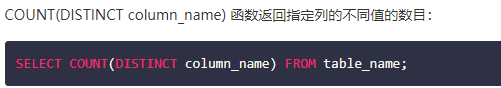 COUNT(DISTINCT column_name) 函数返回指定列的不同值的数目：
SELECT COUNT(DISTINCT column_name) FROM table_name;